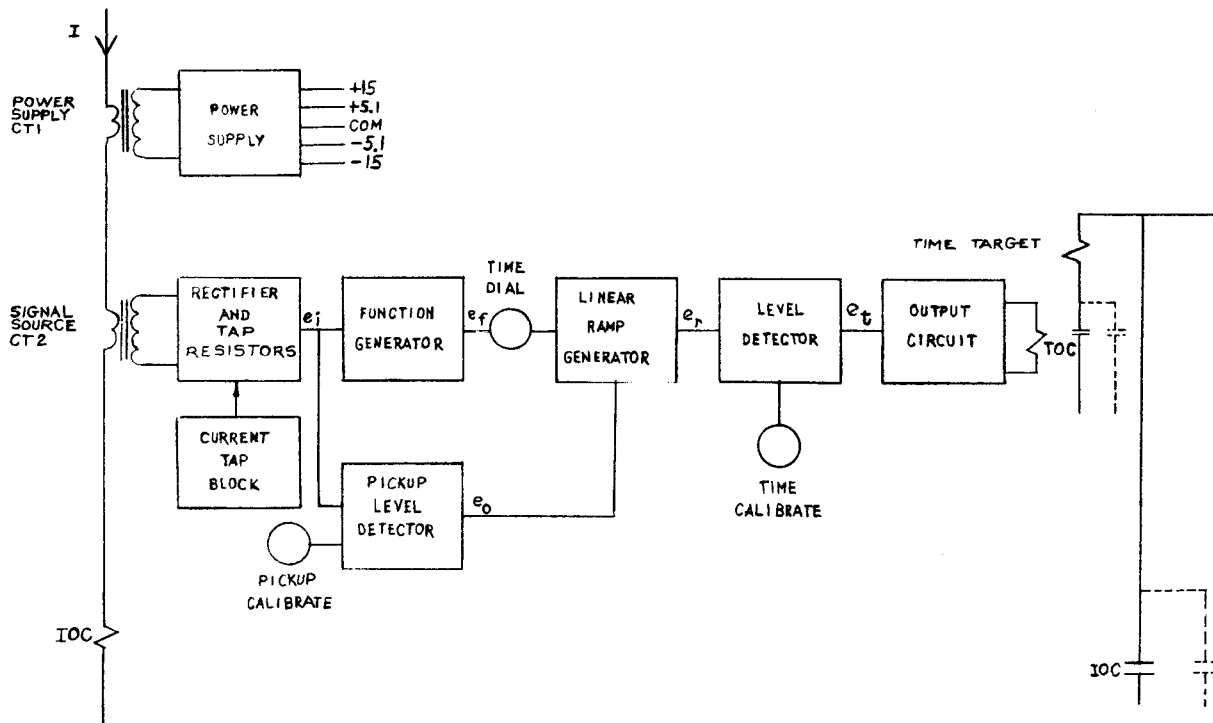 I
POWER
SUPPLY
CT1
POWER
SUPPLY
+15
+5.1
COM
-5.1
-15
SIGNAL
SOURCE
CT2
RECTIFIER
AND
TAP
RESISTORS
ei
FUNCTION
GENERATOR
ef
TIME
DIAL
LINEAR
RAMP
GENERATOR
er
LEVEL
DETECTOR
et
OUTPUT
CIRCUIT
TOC
TIME TARGET
CURRENT
TAP
BLOCK
PICKUP
LEVEL
DETECTOR
eo
PICKUP
CALIBRATE
TIME
CALIBRATE
IOC
IOC